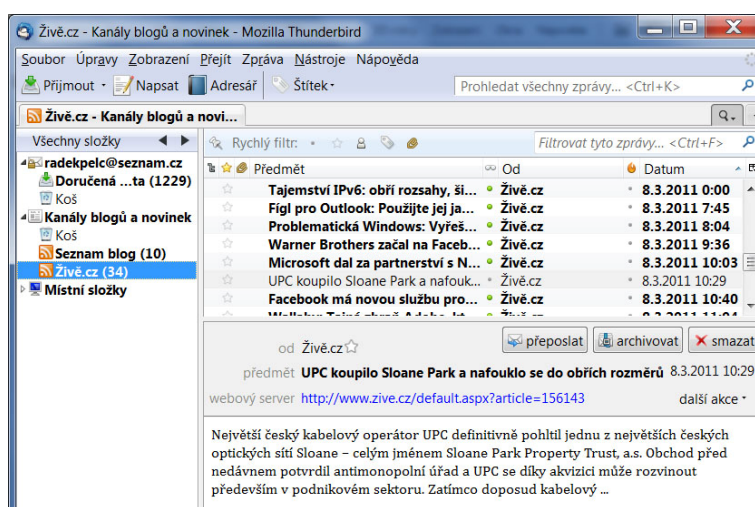 Živě.cz - Kanály blogů a novinek - Mozilla Thunderbird
Soubor Úpravy Zobrazení Přejít Zpráva Nástroje Nápověda
Přijmout Napsat Adresář Štítek Prohledat všechny zprávy... <Ctrl+K>
Živě.cz - Kanály blogů a novi...
Všechny složky Rychlý filtr: Filtrovat tyto zprávy... <Ctrl+F>
radekpelc@seznam.cz Předmět Od Datum
Doručená ...ta (1229) Tajemství IPv6: obří rozsahy, ši... Živě.cz 8.3.2011 0:00
Koš Fígl pro Outlook: Použijte jej ja... Živě.cz 8.3.2011 7:45
Kanály blogů a novinek Problematická Windows: Vyřeš... Živě.cz 8.3.2011 8:04
Koš Warner Brothers začal na Faceb... Živě.cz 8.3.2011 9:36
Seznam blog (10) Microsoft dal za partnerství s N... Živě.cz 8.3.2011 10:03
Živě.cz (34) UPC koupilo Sloane Park a nafouk... Živě.cz 8.3.2011 10:29
Místní složky Facebook má novou službu pro... Živě.cz 8.3.2011 10:40
od Živě.cz přeposlat archivovat smazat
předmět UPC koupilo Sloane Park a nafouklo se do obřích rozměrů 8.3.2011 10:29
webový server http://www.zive.cz/default.aspx?article=156143 další akce
Největší český kabelový operátor UPC definitivně pohltil jednu z největších českých
optických sítí Sloane – celým jménem Sloane Park Property Trust, a.s. Obchod před
nedávnem potvrdil antimonopolní úřad a UPC se díky akvizici může rozvinout
především v podnikovém sektoru. Zatímco doposud kabelový ...